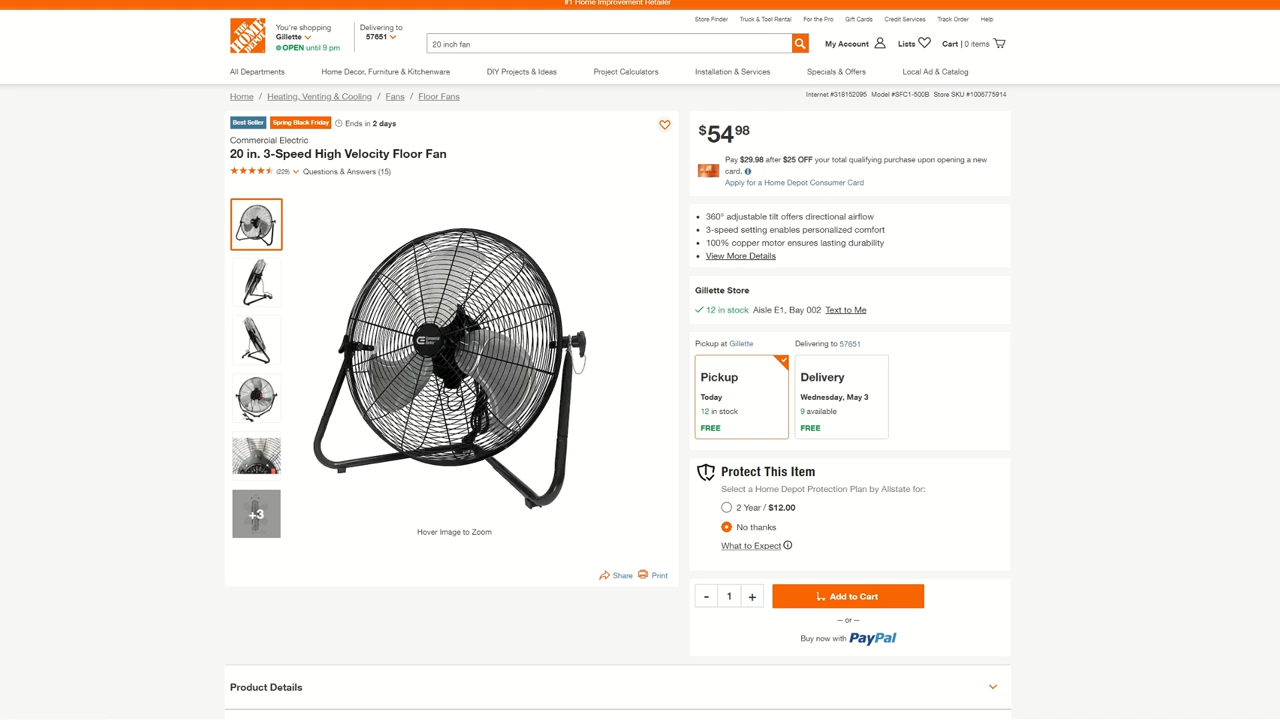 #1 Home Improvement Retailer
Store Finder Truck & Tool Rental For the Pro Gift Cards Credit Services Track Order Help
THE HOME DEPOT
You're shopping
Gillette
OPEN until 9 pm
Delivering to
57651
20 inch fan
My Account Lists Cart | 0 items
All Departments Home Decor, Furniture & Kitchenware DIY Projects & Ideas Project Calculators Installation & Services Specials & Offers Local Ad & Catalog
Home / Heating, Venting & Cooling / Fans / Floor Fans
Internet #318152095 Model #SFC1-500B Store SKU #1006775914
Best Seller Spring Black Friday Ends in 2 days
Commercial Electric
20 in. 3-Speed High Velocity Floor Fan
(229) Questions & Answers (15)
+3
Hover Image to Zoom
Share Print
$54 98
Pay $29.98 after $25 OFF your total qualifying purchase upon opening a new
card.
Apply for a Home Depot Consumer Card
• 360° adjustable tilt offers directional airflow
• 3-speed setting enables personalized comfort
• 100% copper motor ensures lasting durability
• View More Details
Gillette Store
12 in stock Aisle E1, Bay 002 Text to Me
Pickup at Gillette
Delivering to 57651
Pickup
Today
12 in stock
FREE
Delivery
Wednesday, May 3
9 available
FREE
Protect This Item
Select a Home Depot Protection Plan by Allstate for:
2 Year / $12.00
No thanks
What to Expect
- 1 + Add to Cart
— or —
Buy now with PayPal
Product Details